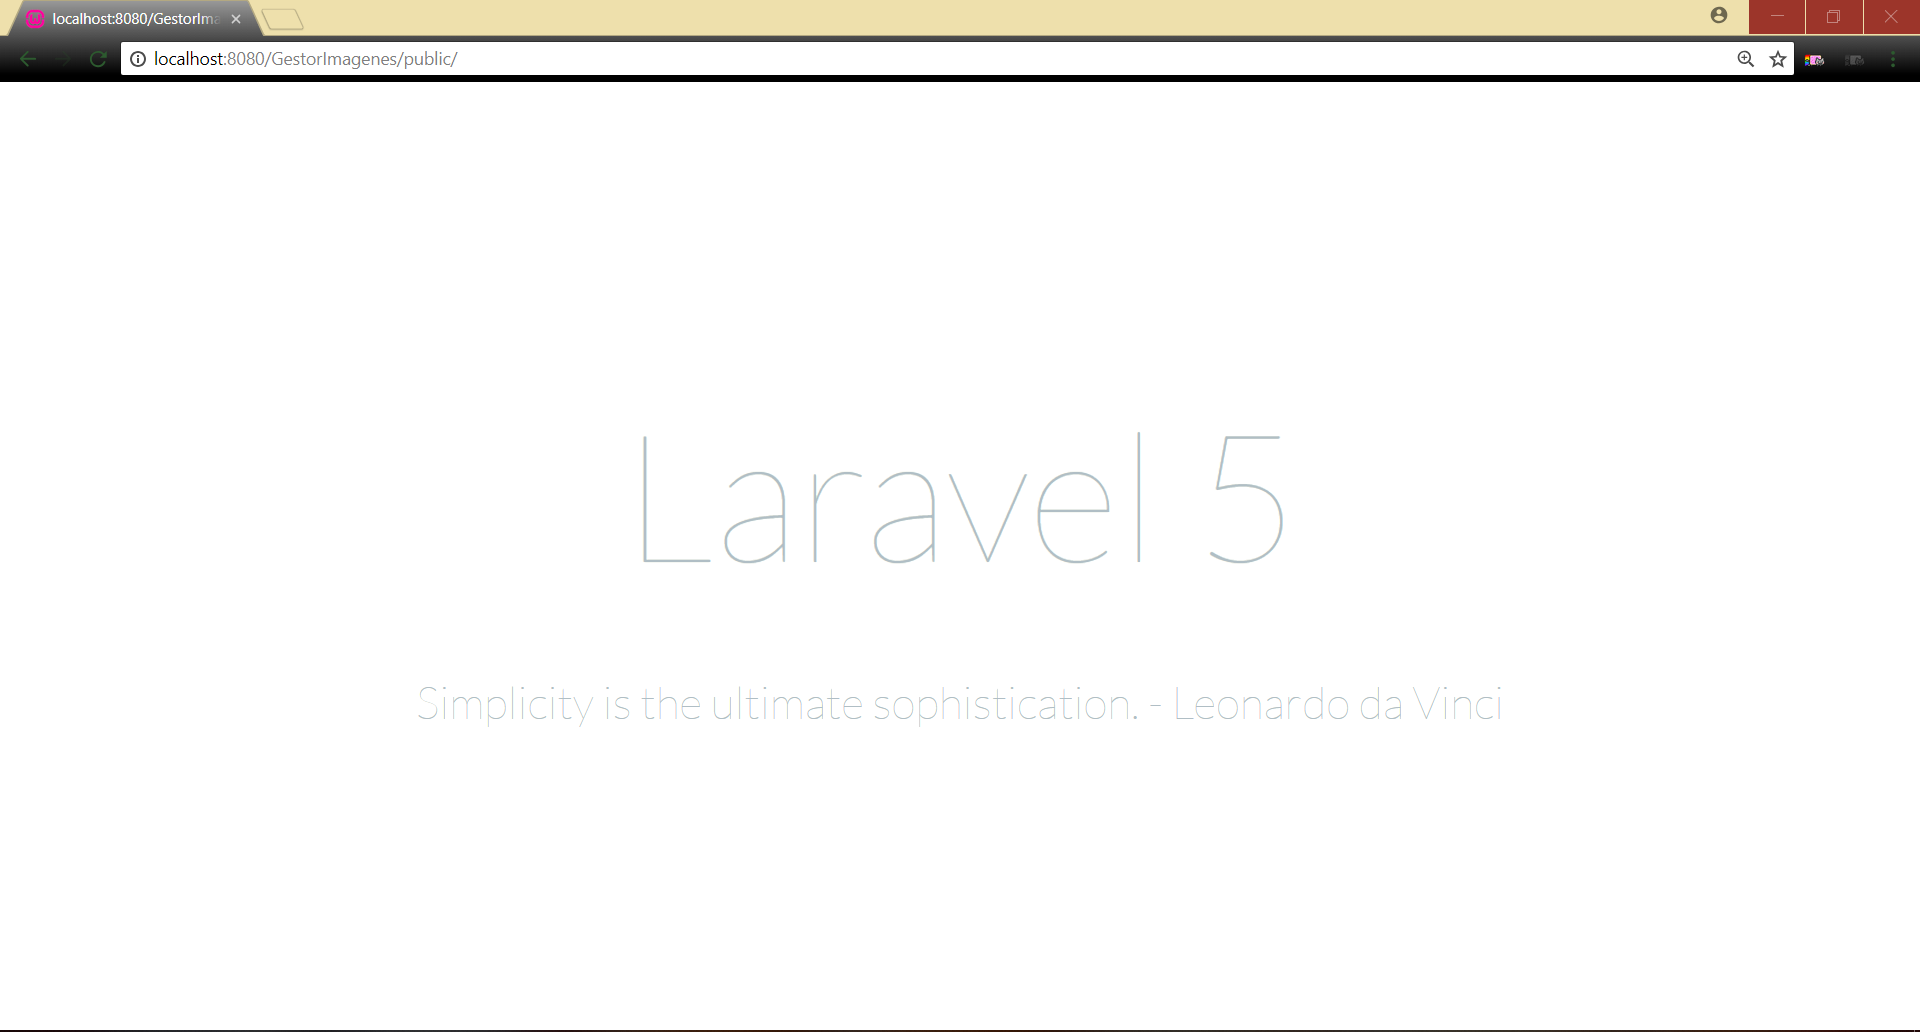 localhost:8080/GestorIma
localhost:8080/GestorImagenes/public/
Laravel 5
Simplicity is the ultimate sophistication. - Leonardo da Vinci